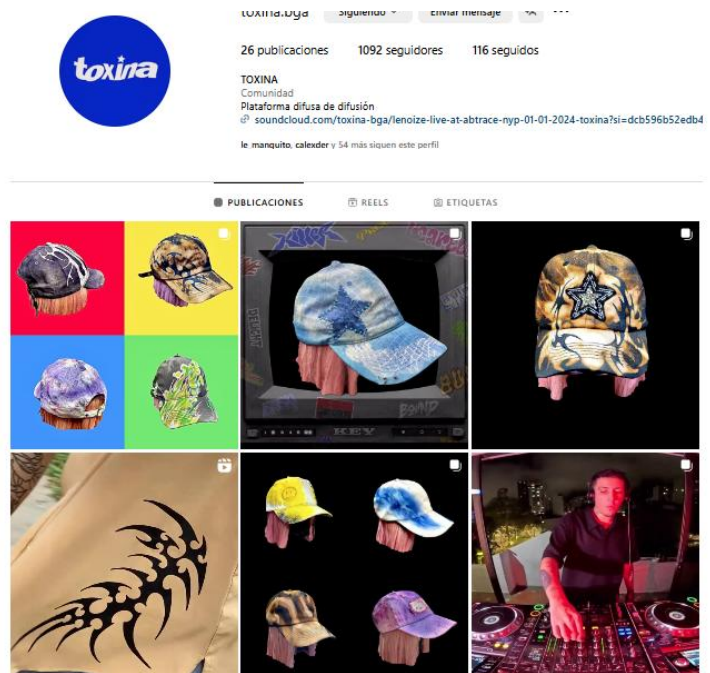 toxina.bga Siguiendo Enviar mensaje
toxina
26 publicaciones 1092 seguidores 116 seguidos
TOXINA
Comunidad
Plataforma difusa de difusión
soundcloud.com/toxina-bga/lenoize-live-at-abtrace-nyp-01-01-2024-toxina?si=dcb596b52edb4
le_manquito, calexder y 54 más siguen este perfil
PUBLICACIONES REELS ETIQUETAS
DELIGHT
BOUND
KEY